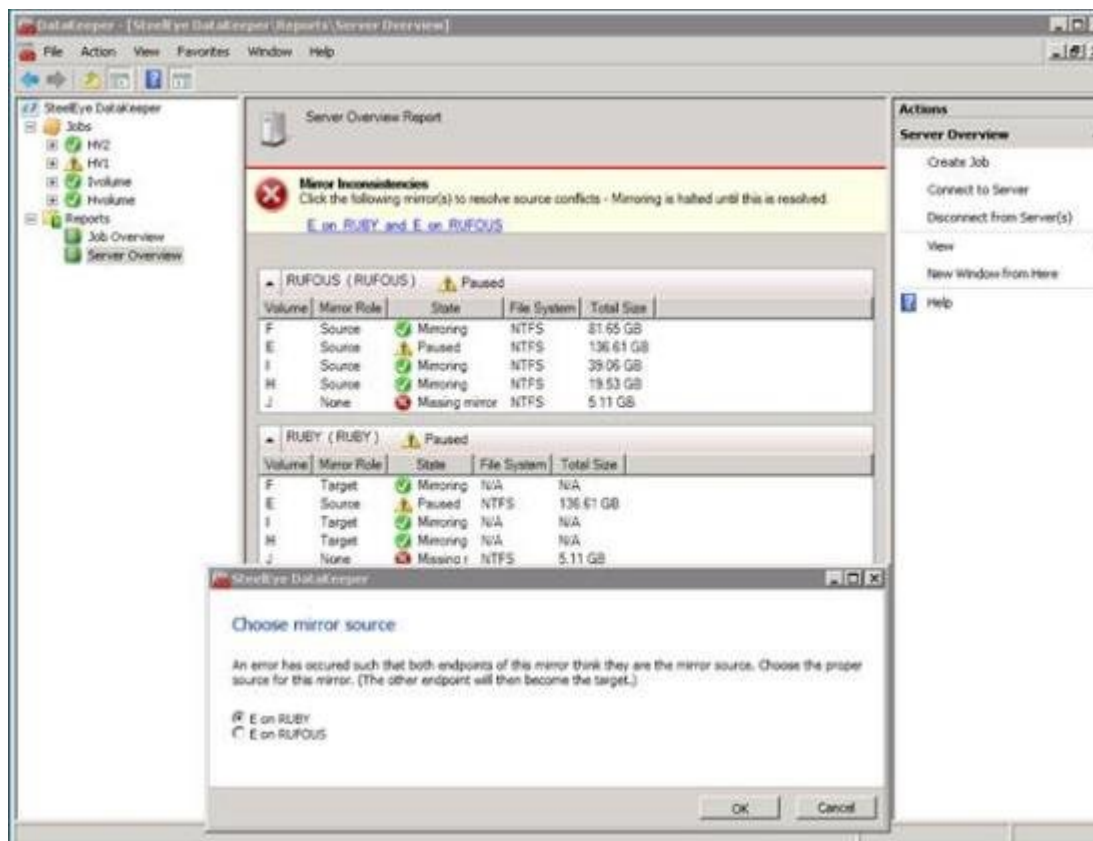 DataKeeper - [SteelEye DataKeeper\Reports\Server Overview]
File Action View Favorites Window Help
SteelEye DataKeeper
Jobs
HV2
HV1
Ivolume
Hvolume
Reports
Job Overview
Server Overview
Server Overview Report
Mirror Inconsistencies
Click the following mirror(s) to resolve source conflicts - Mirroring is halted until this is resolved.
E on RUBY and E on RUFOUS
RUFOUS (RUFOUS) Paused
Volume Mirror Role State File System Total Size
F Source Mirroring NTFS 81.65 GB
E Source Paused NTFS 136.61 GB
I Source Mirroring NTFS 39.06 GB
H Source Mirroring NTFS 19.53 GB
J None Missing mirror NTFS 5.11 GB
RUBY (RUBY) Paused
Volume Mirror Role State File System Total Size
F Target Mirroring N/A N/A
E Source Paused NTFS 136.61 GB
I Target Mirroring N/A N/A
H Target Mirroring N/A N/A
J None Missing r NTFS 5.11 GB
Actions
Server Overview
Create Job
Connect to Server
Disconnect from Server(s)
View
New Window from Here
Help
SteelEye DataKeeper
Choose mirror source
An error has occured such that both endpoints of this mirror think they are the mirror source. Choose the proper
source for this mirror. (The other endpoint will then become the target.)
E on RUBY
E on RUFOUS
OK Cancel